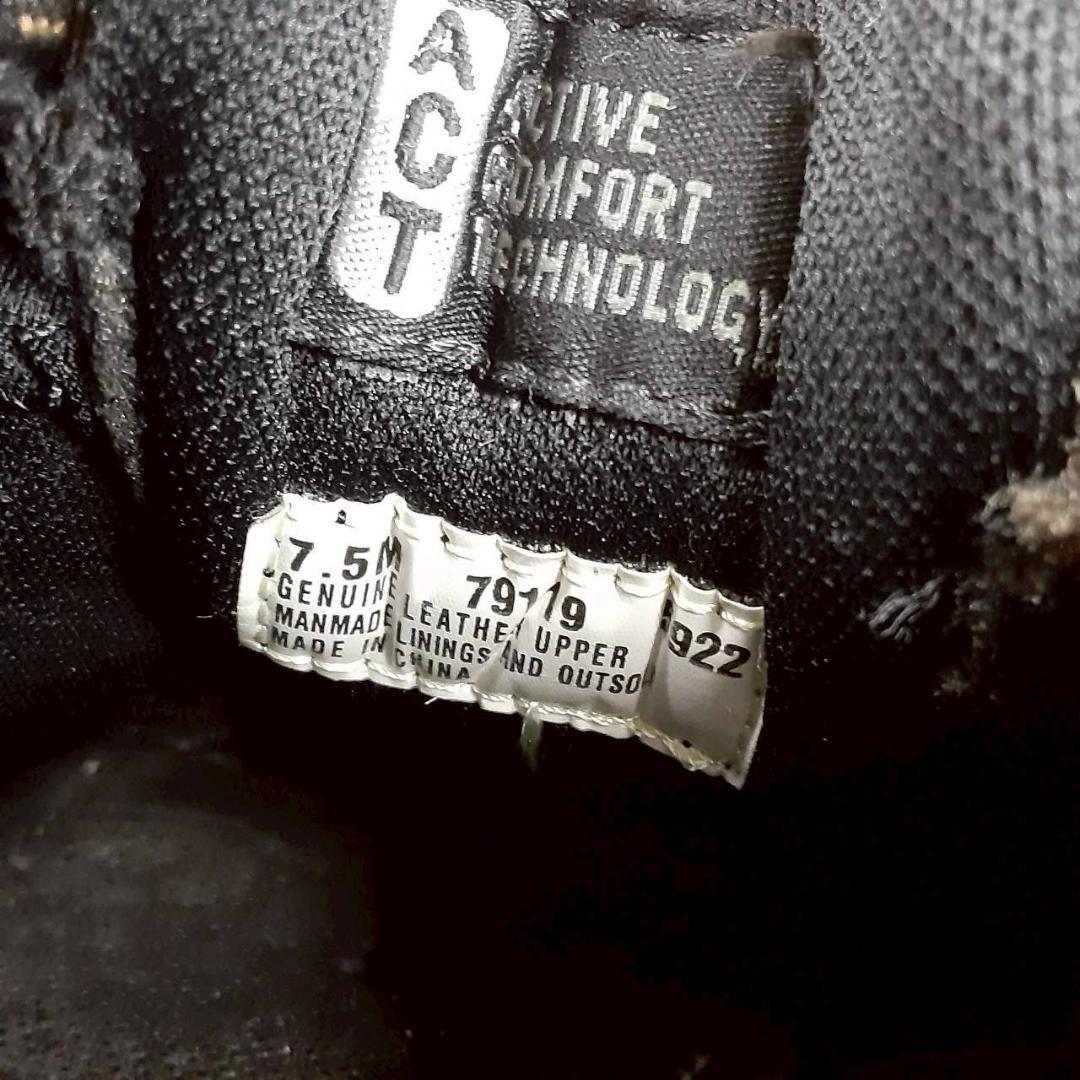 ACT
ACTIVE
COMFORT
TECHNOLOGY
7.5M 79119 922
GENUINE LEATHER UPPER
MANMADE LININGS AND OUTSO
MADE IN CHINA